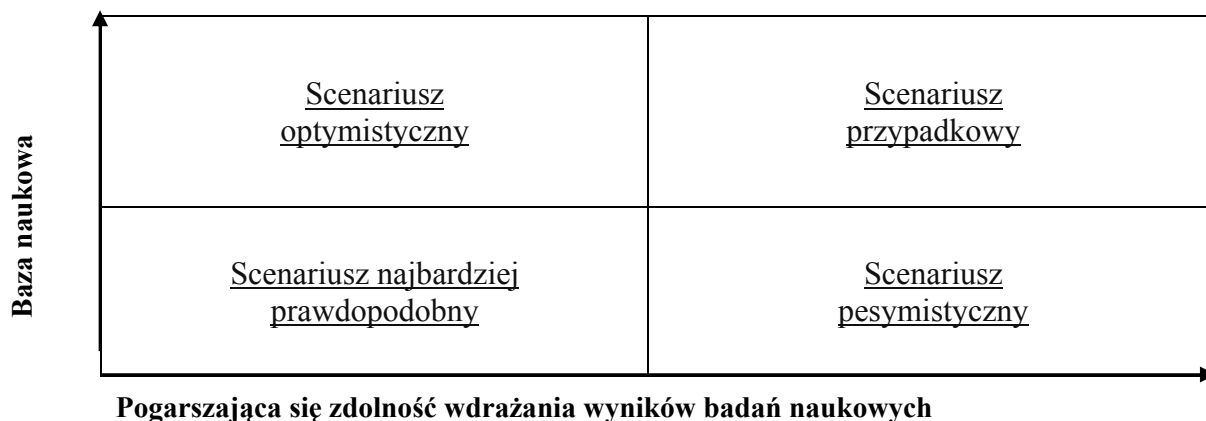 Scenariusz
optymistyczny
Scenariusz
przypadkowy
Baza naukowa
Scenariusz najbardziej
prawdopodobny
Scenariusz
pesymistyczny
Pogarszająca się zdolność wdrażania wyników badań naukowych